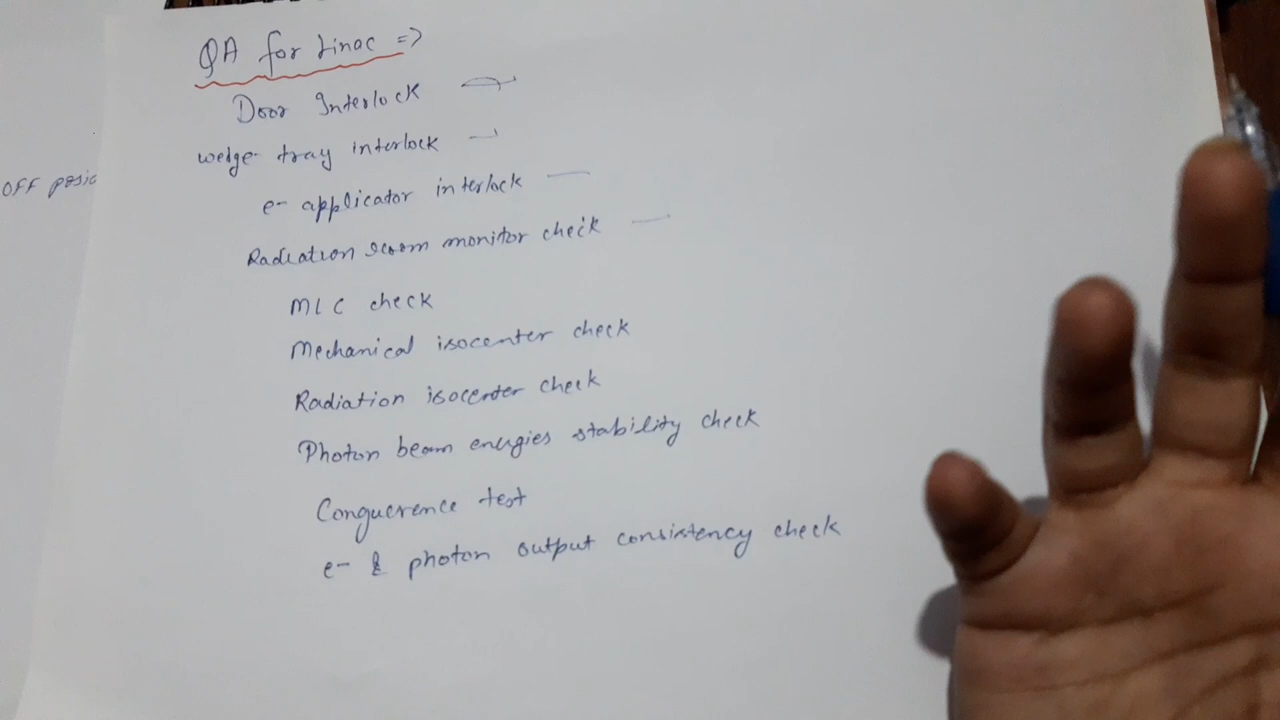 QA for Linac =>
Door Interlock
wedge tray interlock
OFF posic
e- applicator interlock
Radiation room monitor check
MLC check
Mechanical isocenter check
Radiation isocenter check
Photon beam energies stability check
Conguerence test
e- & photon output consistency check